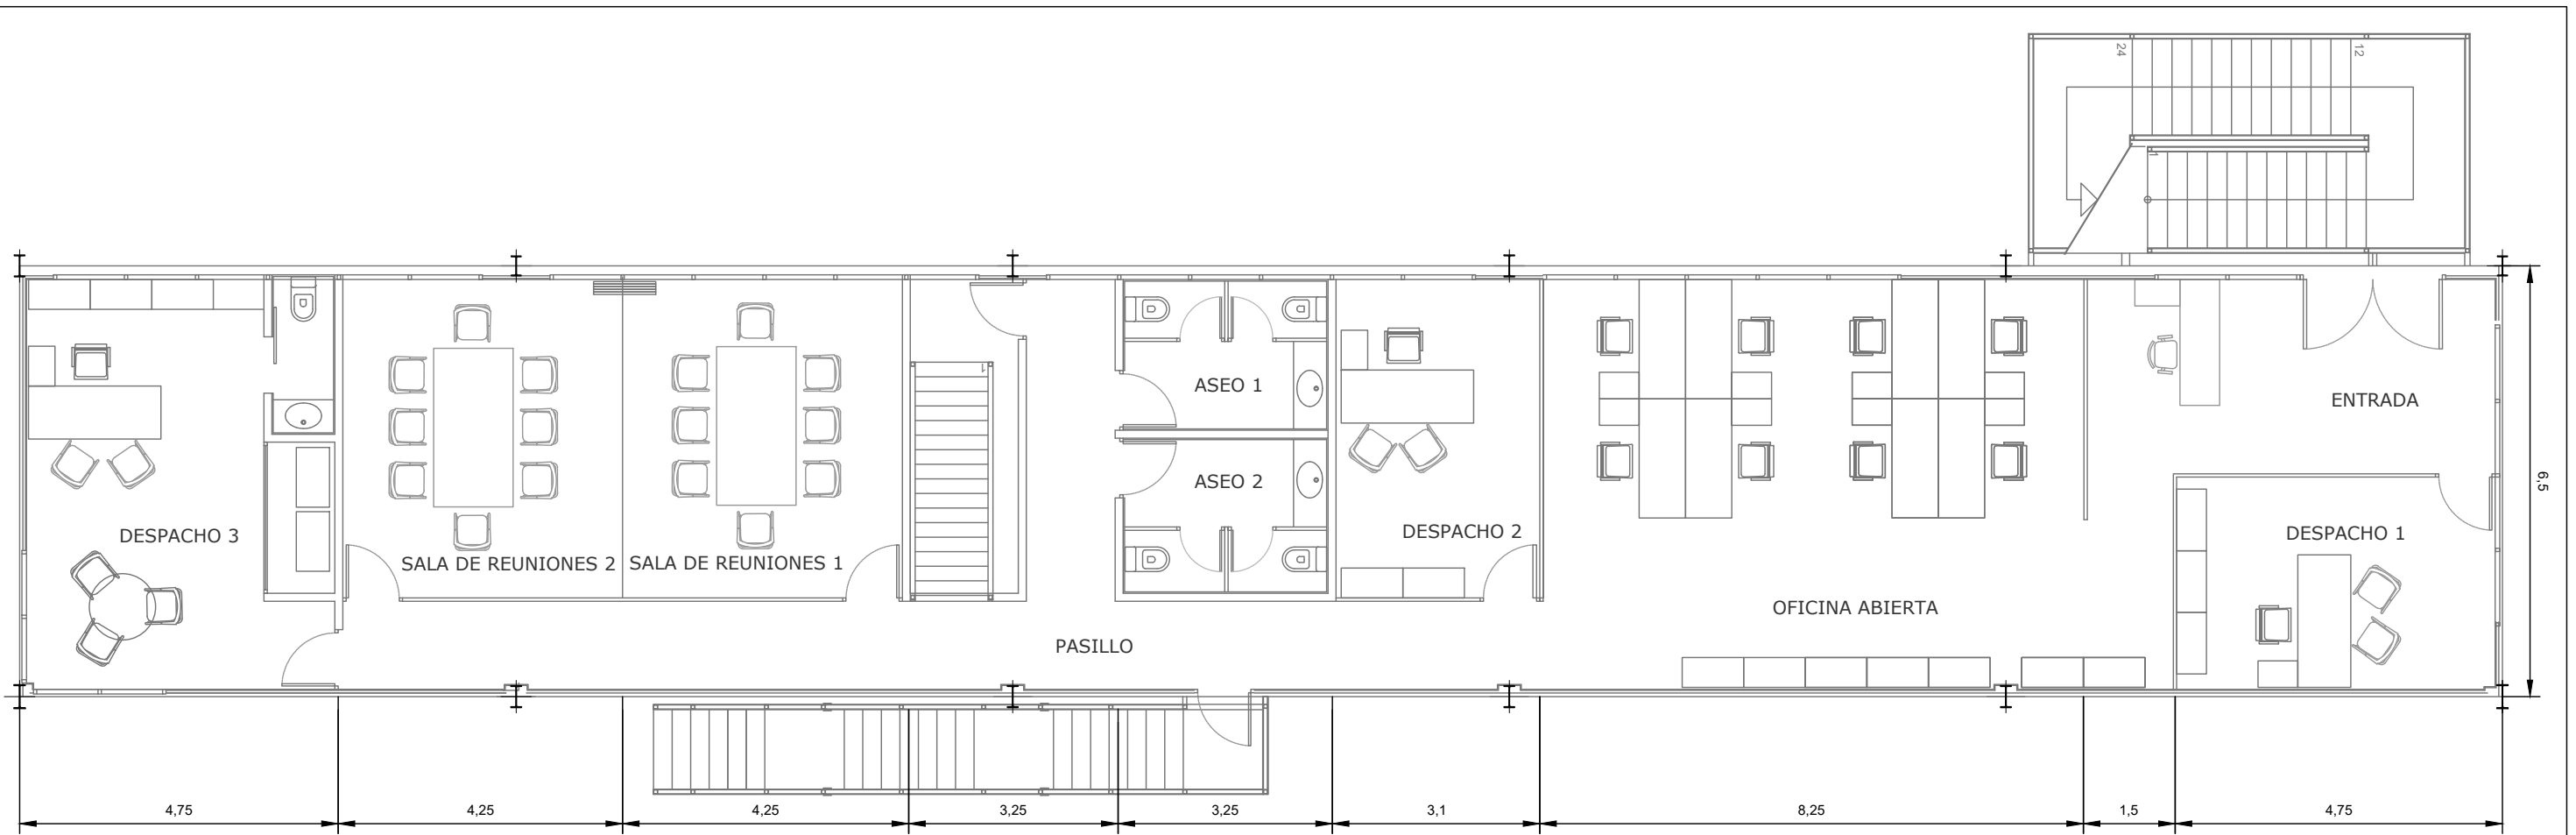 24
12
1
1
ASEO 1
ENTRADA
ASEO 2
6,5
DESPACHO 3
DESPACHO 2
DESPACHO 1
SALA DE REUNIONES 2
SALA DE REUNIONES 1
OFICINA ABIERTA
PASILLO
4,75
4,25
4,25
3,25
3,25
3,1
8,25
1,5
4,75